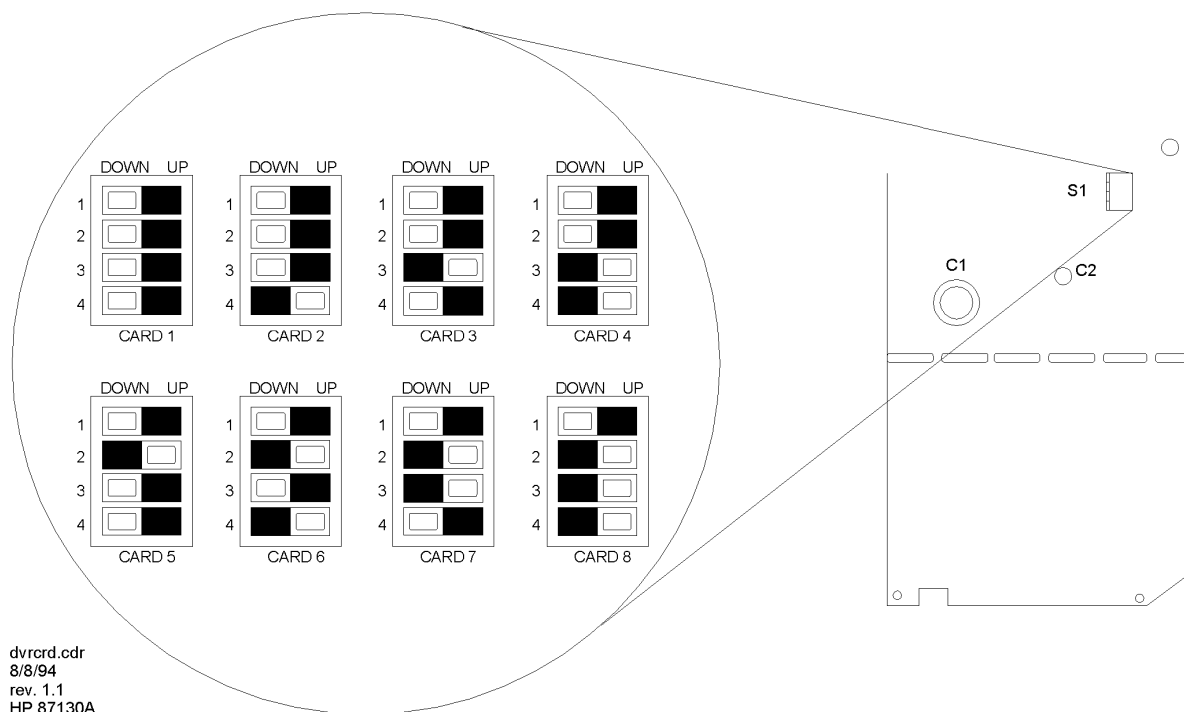 DOWN UP DOWN UP DOWN UP DOWN UP
1 1 1 1
2 2 2 2
3 3 3 3
4 4 4 4
CARD 1 CARD 2 CARD 3 CARD 4
DOWN UP DOWN UP DOWN UP DOWN UP
1 1 1 1
2 2 2 2
3 3 3 3
4 4 4 4
CARD 5 CARD 6 CARD 7 CARD 8
S1
C1
C2
dvrcrd.cdr
8/8/94
rev. 1.1
HP 87130A